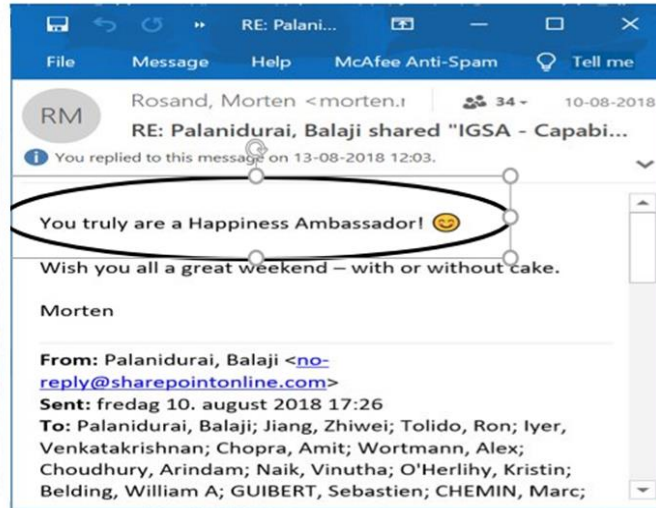 RE: Palani...
File Message Help McAfee Anti-Spam Tell me
RM
Rosand, Morten <morten.r 34 10-08-2018
RE: Palanidurai, Balaji shared "IGSA - Capabi...
You replied to this message on 13-08-2018 12:03.
You truly are a Happiness Ambassador! 😊
Wish you all a great weekend – with or without cake.
Morten
From: Palanidurai, Balaji <no-
reply@sharepointonline.com>
Sent: fredag 10. august 2018 17:26
To: Palanidurai, Balaji; Jiang, Zhiwei; Tolido, Ron; Iyer,
Venkatakrishnan; Chopra, Amit; Wortmann, Alex;
Choudhury, Arindam; Naik, Vinutha; O'Herlihy, Kristin;
Belding, William A; GUIBERT, Sebastien; CHEMIN, Marc;